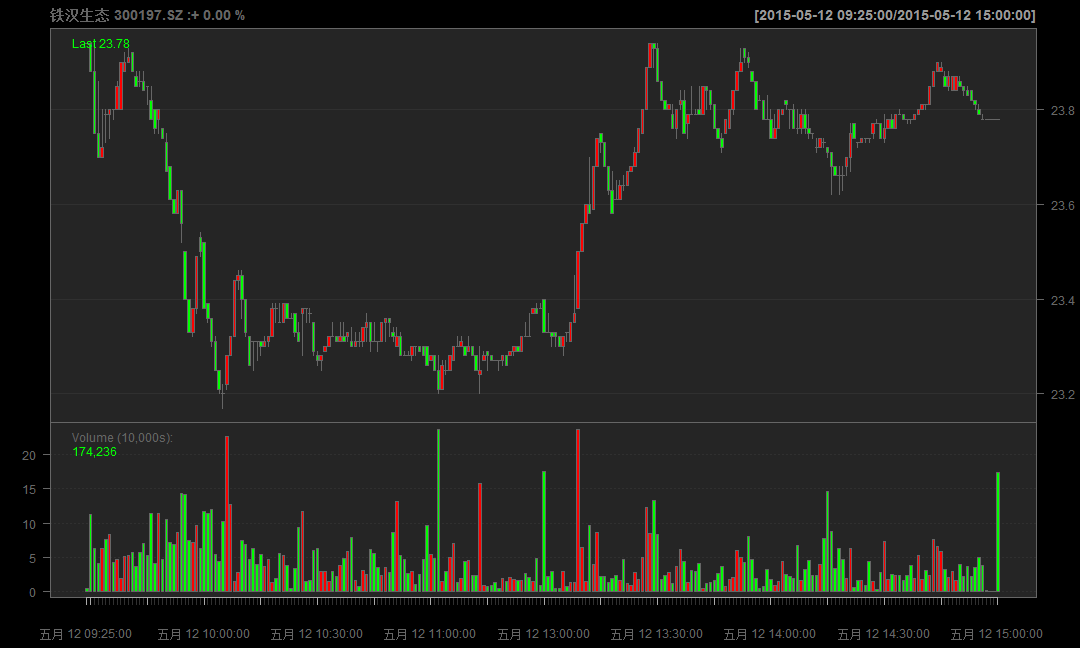 铁汉生态 300197.SZ :+ 0.00 %
[2015-05-12 09:25:00/2015-05-12 15:00:00]
Last 23.78
23.8
23.6
23.4
23.2
Volume (10,000s):
174,236
20
15
10
5
0
五月 12 09:25:00
五月 12 10:00:00
五月 12 10:30:00
五月 12 11:00:00
五月 12 13:00:00
五月 12 13:30:00
五月 12 14:00:00
五月 12 14:30:00
五月 12 15:00:00